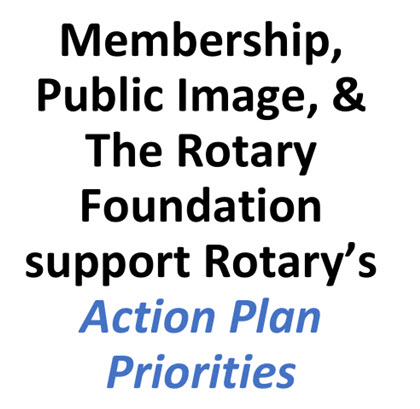 Membership,
Public Image, &
The Rotary
Foundation
support Rotary’s
Action Plan
Priorities